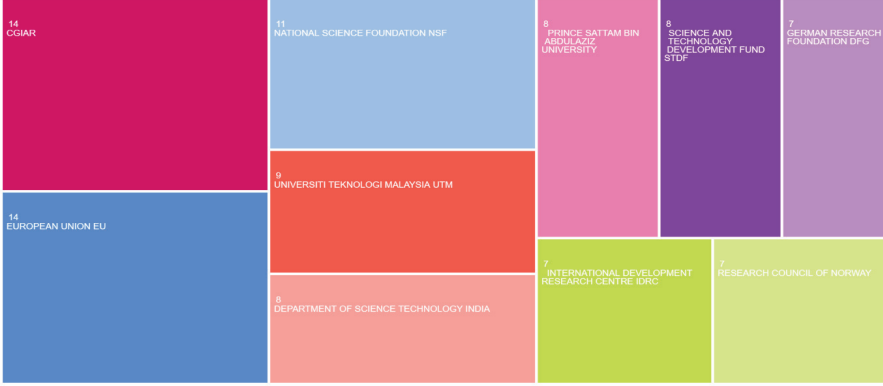 14
CGIAR
14
EUROPEAN UNION EU
11
NATIONAL SCIENCE FOUNDATION NSF
9
UNIVERSITI TEKNOLOGI MALAYSIA UTM
8
DEPARTMENT OF SCIENCE TECHNOLOGY INDIA
8
PRINCE SATTAM BIN
ABDULAZIZ
UNIVERSITY
8
SCIENCE AND
TECHNOLOGY
DEVELOPMENT FUND
STDF
7
GERMAN RESEARCH
FOUNDATION DFG
7
INTERNATIONAL DEVELOPMENT
RESEARCH CENTRE IDRC
7
RESEARCH COUNCIL OF NORWAY